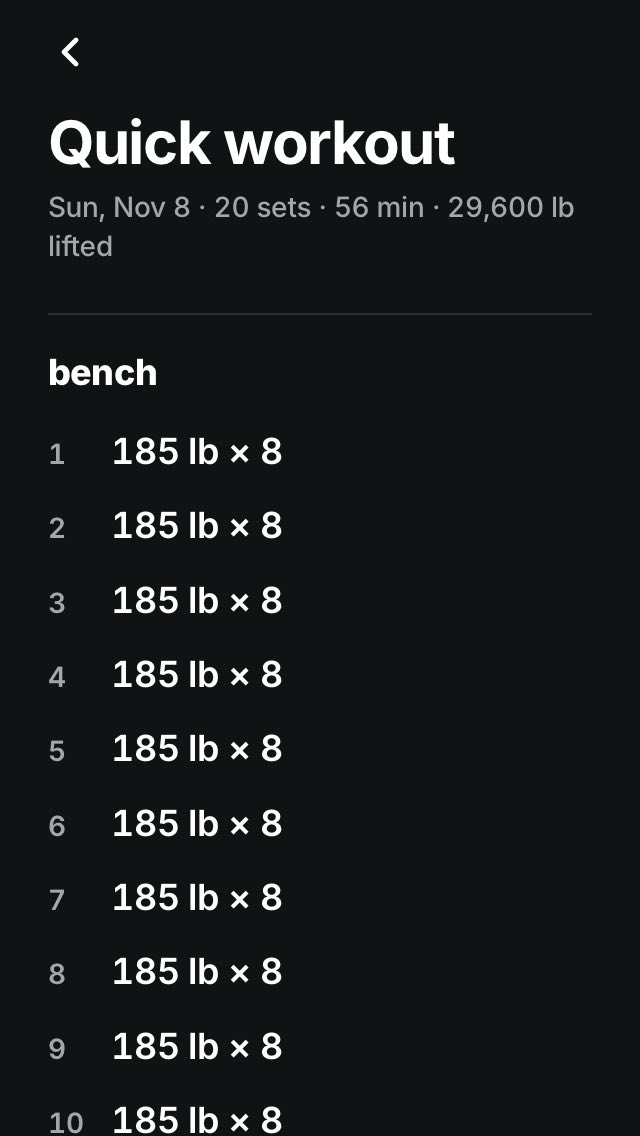 Quick workout
Sun, Nov 8 · 20 sets · 56 min · 29,600 lb
lifted
bench
1 185 lb × 8
2 185 lb × 8
3 185 lb × 8
4 185 lb × 8
5 185 lb × 8
6 185 lb × 8
7 185 lb × 8
8 185 lb × 8
9 185 lb × 8
10 185 lb × 8